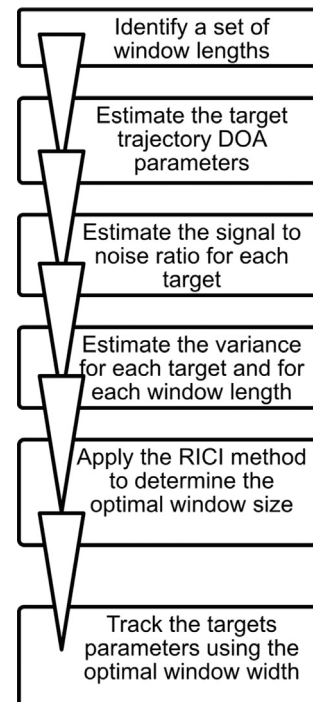 Identify a set of
window lengths
Estimate the target
trajectory DOA
parameters
Estimate the signal to
noise ratio for each
target
Estimate the variance
for each target and for
each window length
Apply the RICI method
to determine the
optimal window size
Track the targets
parameters using the
optimal window width